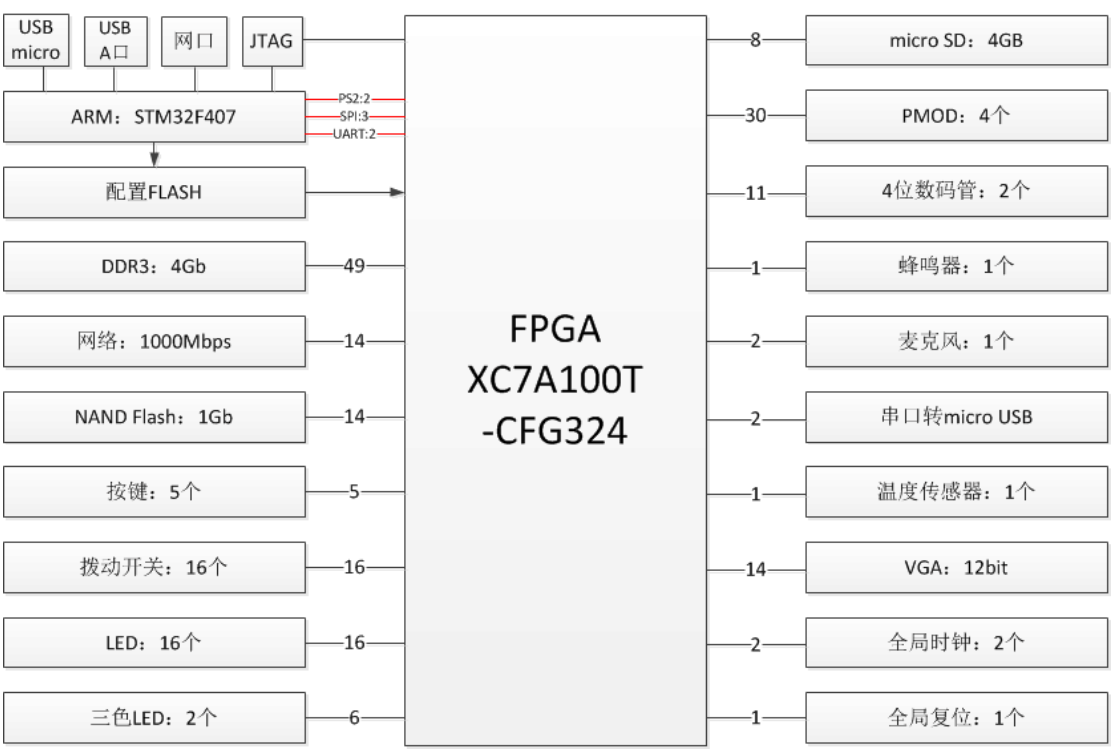 USB
micro
USB
A口
网口
JTAG
ARM：STM32F407
PS2:2
SPI:3
UART:2
配置FLASH
DDR3：4Gb
49
网络：1000Mbps
14
NAND Flash：1Gb
14
按键：5个
5
拨动开关：16个
16
LED：16个
16
三色LED：2个
6
FPGA
XC7A100T
-CFG324
8
micro SD：4GB
30
PMOD：4个
11
4位数码管：2个
1
蜂鸣器：1个
2
麦克风：1个
2
串口转micro USB
1
温度传感器：1个
14
VGA：12bit
2
全局时钟：2个
1
全局复位：1个